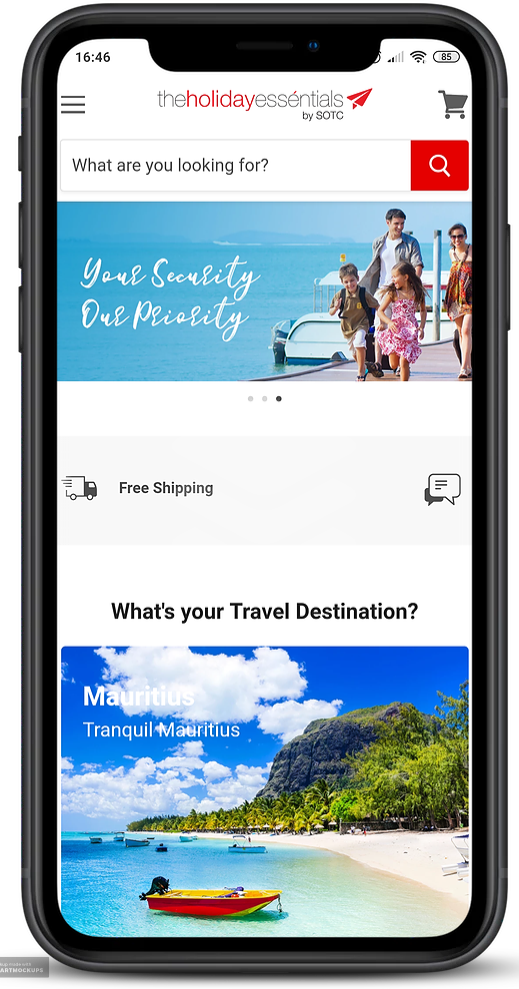 16:46
85
theholidayessentials
by SOTC
What are you looking for?
Your Security
Our Priority
Free Shipping
What's your Travel Destination?
Mauritius
Tranquil Mauritius
ARTMOCKUPS